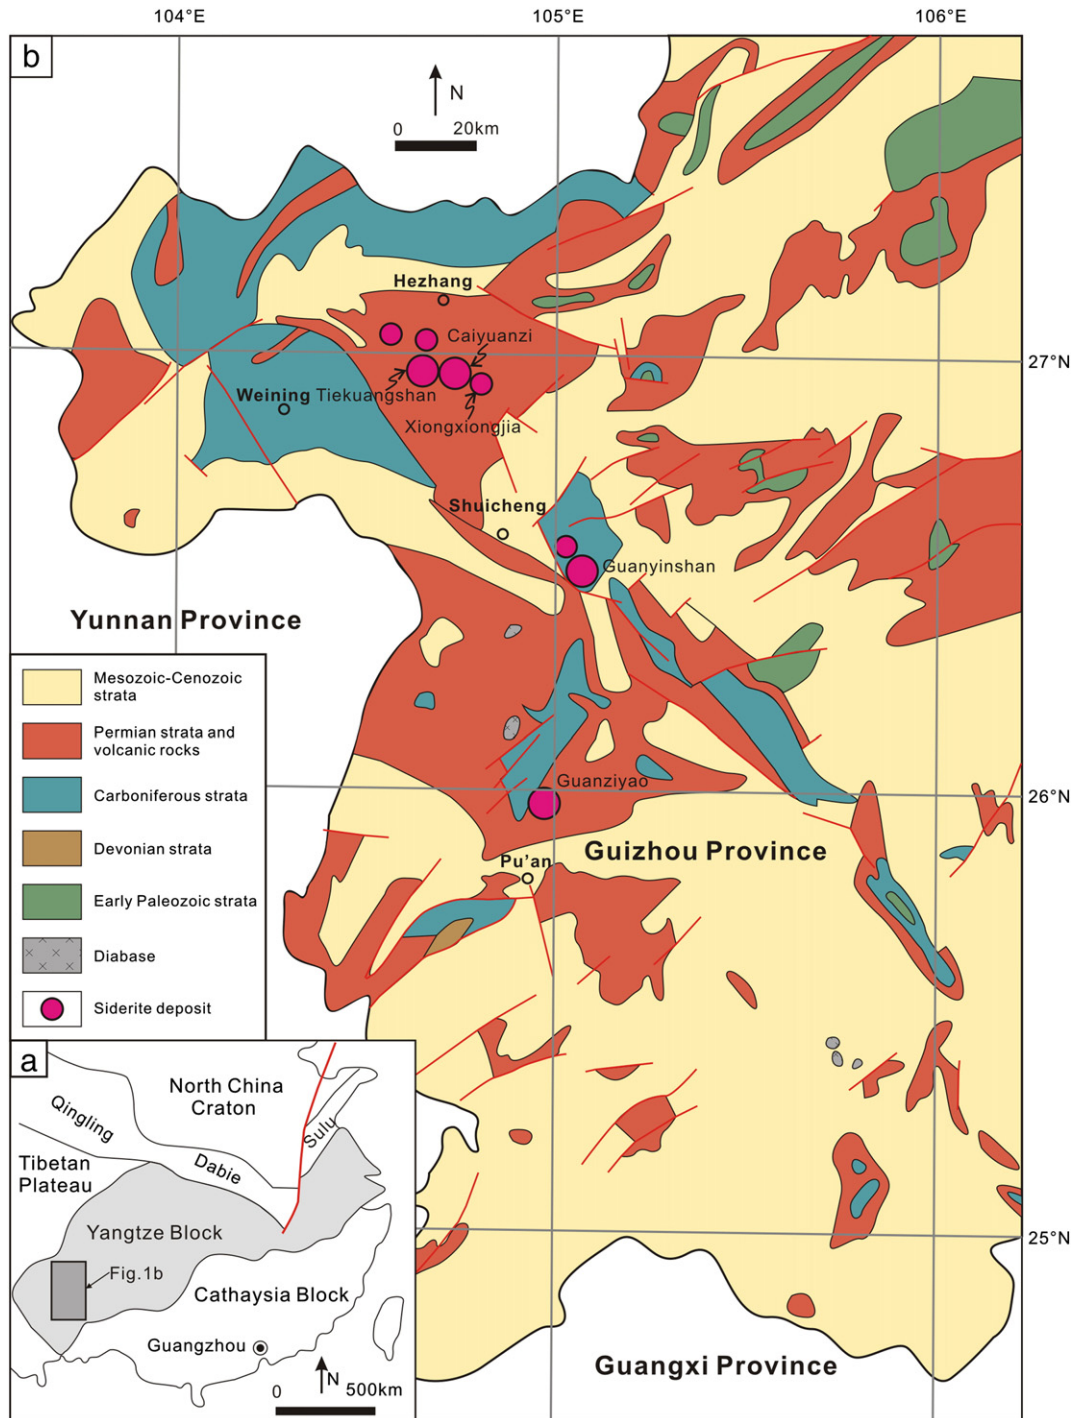 104°E
105°E
106°E
b
N
0
20km
Hezhang
Caiyuanzi
27°N
Weining
Tiekuangshan
Xiongxiongjia
Shuicheng
Guanyinshan
Yunnan Province
Mesozoic-Cenozoic
strata
Permian strata and
volcanic rocks
Carboniferous strata
Devonian strata
Early Paleozoic strata
Diabase
Siderite deposit
Guanziyao
26°N
Guizhou Province
Pu'an
a
North China
Craton
Qingling
Sulu
Dabie
Tibetan
Plateau
Yangtze Block
Fig.1b
Cathaysia Block
Guangzhou
N
0
500km
25°N
Guangxi Province